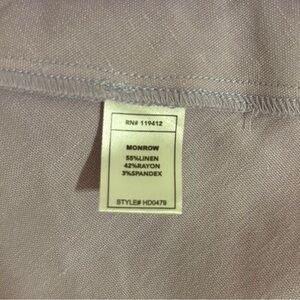 RN# 119412
MONROW
55%LINEN
42%RAYON
3%SPANDEX
STYLE# HD0479